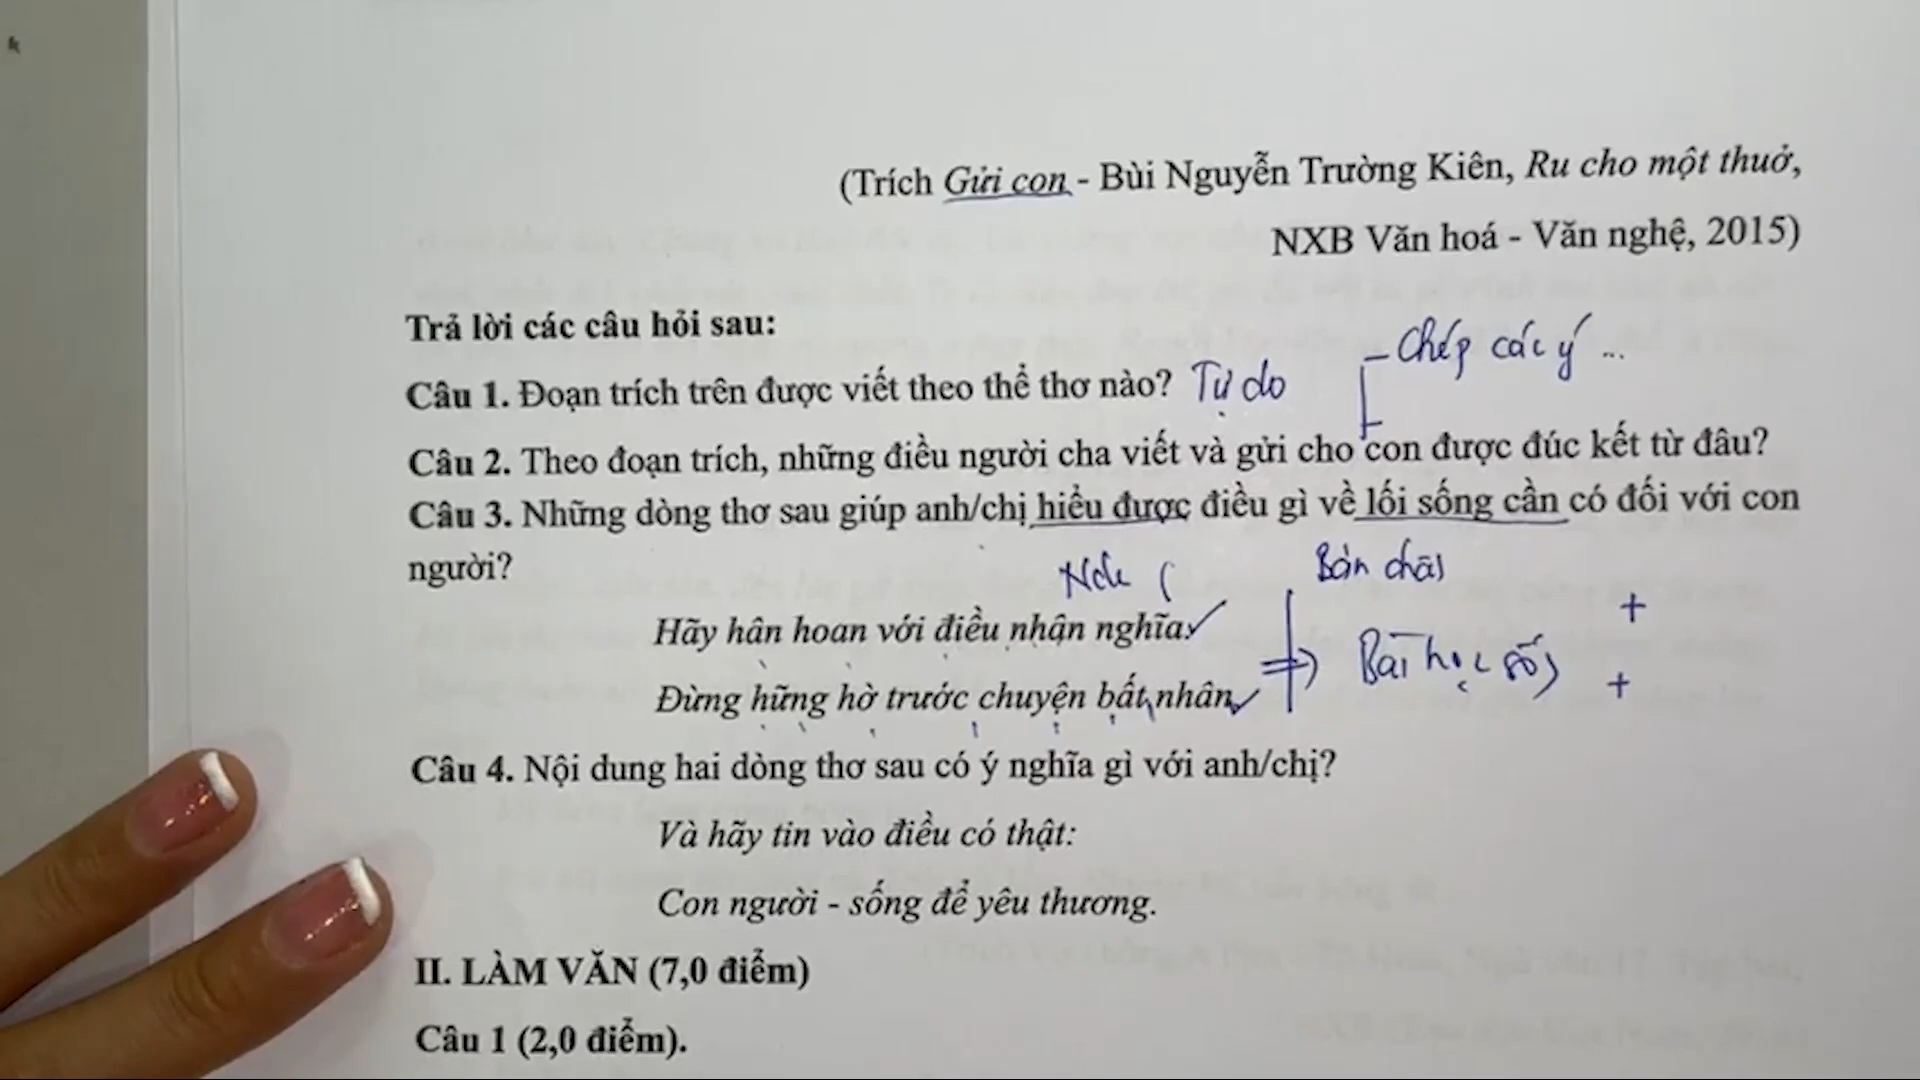 (Trích Gửi con - Bùi Nguyễn Trường Kiên, Ru cho một thuở,
NXB Văn hoá - Văn nghệ, 2015)
Trả lời các câu hỏi sau:
- Chép các ý ...
Câu 1. Đoạn trích trên được viết theo thể thơ nào? Tự do
Câu 2. Theo đoạn trích, những điều người cha viết và gửi cho con được đúc kết từ đâu?
Câu 3. Những dòng thơ sau giúp anh/chị hiểu được điều gì về lối sống cần có đối với con
người?
Bản chất
Hãy hân hoan với điều nhận nghĩa
+
⇒ Bài học sống
+
Đừng hững hờ trước chuyện bất nhân
Câu 4. Nội dung hai dòng thơ sau có ý nghĩa gì với anh/chị?
Và hãy tin vào điều có thật:
Con người - sống để yêu thương.
II. LÀM VĂN (7,0 điểm)
Câu 1 (2,0 điểm).